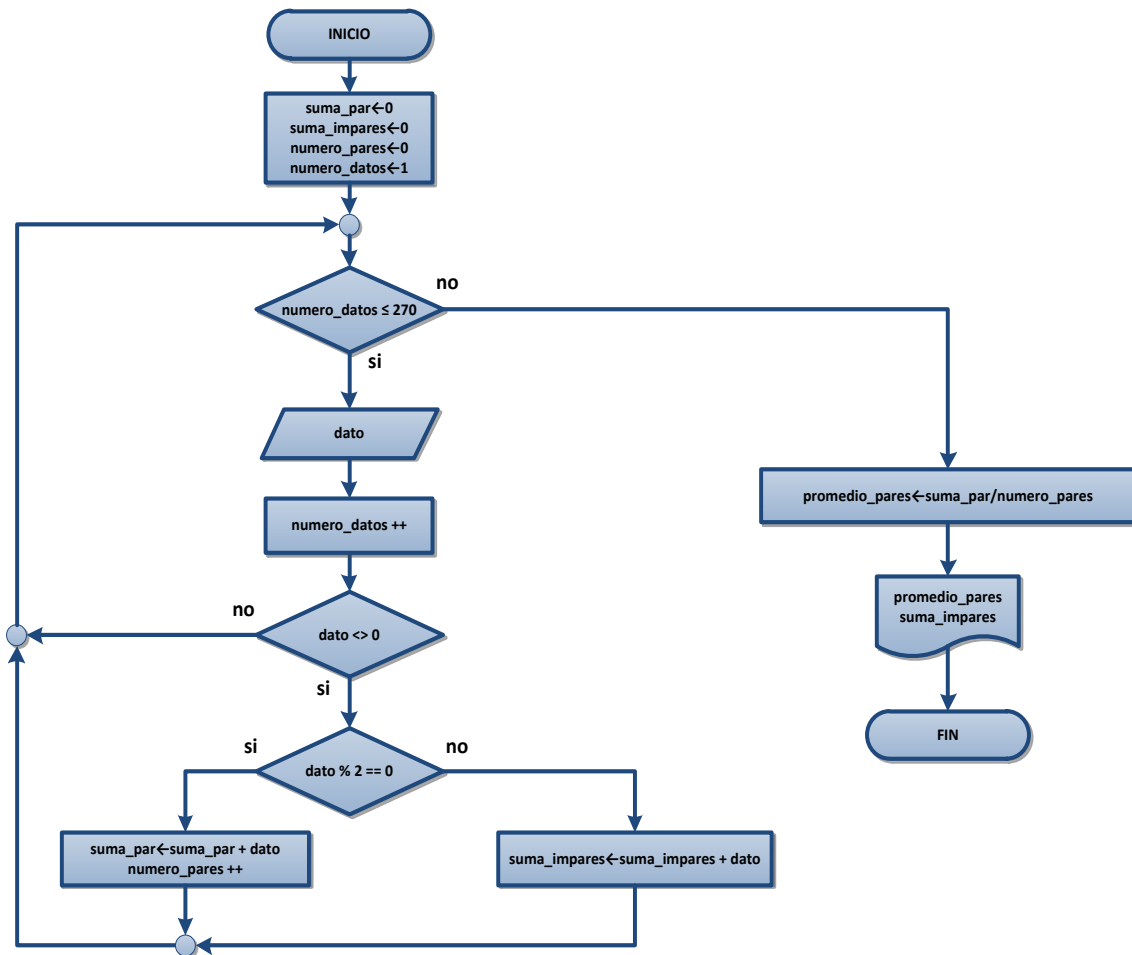 INICIO
suma_par←0
suma_impares←0
numero_pares←0
numero_datos←1
numero_datos ≤ 270
no
si
dato
numero_datos ++
dato <> 0
no
si
dato % 2 == 0
si
no
suma_par←suma_par + dato
numero_pares ++
suma_impares←suma_impares + dato
promedio_pares←suma_par/numero_pares
promedio_pares
suma_impares
FIN